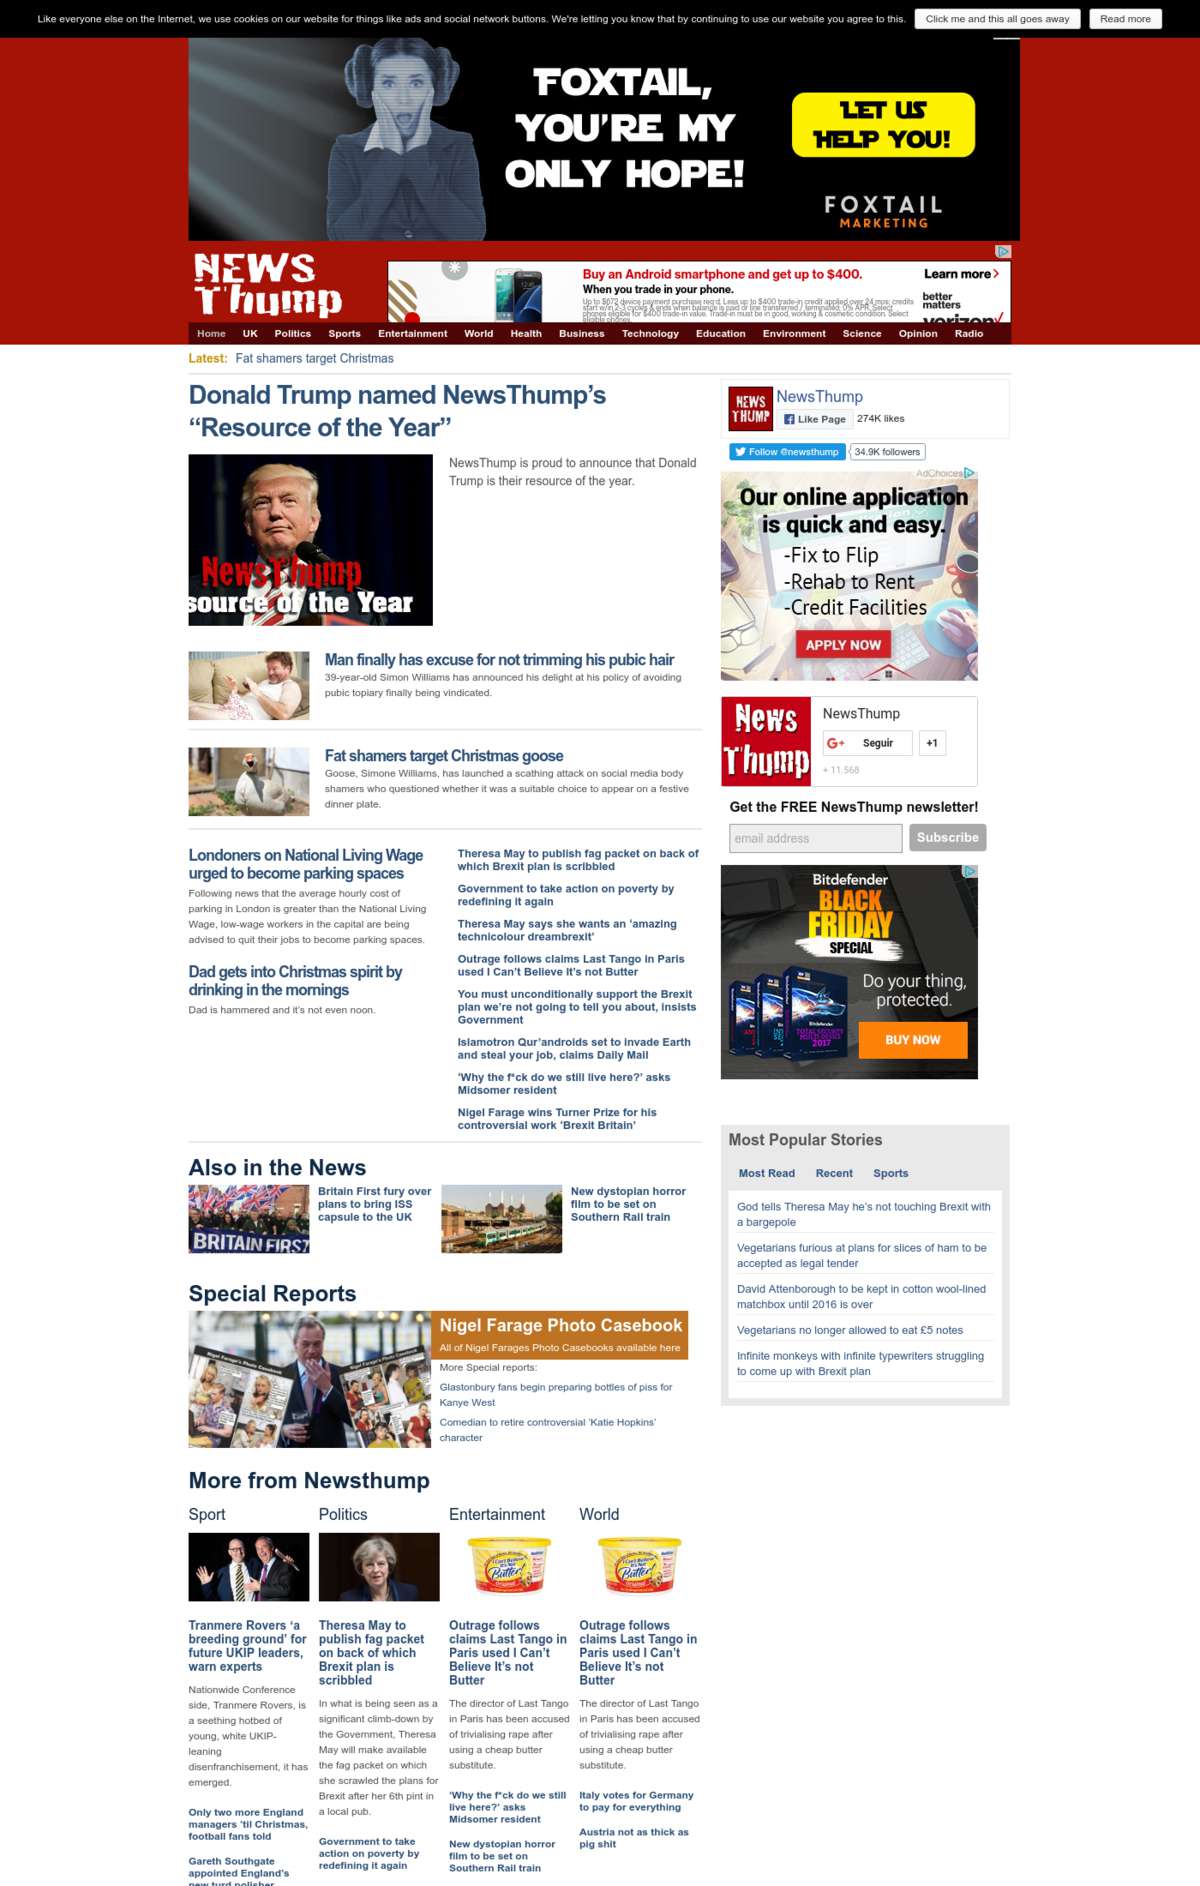 Like everyone else on the Internet, we use cookies on our website for things like ads and social network buttons. We're letting you know that by continuing to use our website you agree to this.
Click me and this all goes away
Read more
FOXTAIL,
YOU'RE MY
ONLY HOPE!
LET US
HELP YOU!
FOXTAIL
MARKETING
NEWS
Thump
Buy an Android smartphone and get up to $400.
When you trade in your phone.
Learn more
better
matters
verizon
Home UK Politics Sports Entertainment World Health Business Technology Education Environment Science Opinion Radio
Latest: Fat shamers target Christmas
Donald Trump named NewsThump's
“Resource of the Year”
NewsThump
source of the Year
NewsThump is proud to announce that Donald
Trump is their resource of the year.
Man finally has excuse for not trimming his pubic hair
39-year-old Simon Williams has announced his delight at his policy of avoiding
pubic topiary finally being vindicated.
Fat shamers target Christmas goose
Goose, Simone Williams, has launched a scathing attack on social media body
shamers who questioned whether it was a suitable choice to appear on a festive
dinner plate.
Londoners on National Living Wage
urged to become parking spaces
Following news that the average hourly cost of
parking in London is greater than the National Living
Wage, low-wage workers in the capital are being
advised to quit their jobs to become parking spaces.
Dad gets into Christmas spirit by
drinking in the mornings
Dad is hammered and it's not even noon.
Theresa May to publish fag packet on back of
which Brexit plan is scribbled
Government to take action on poverty by
redefining it again
Theresa May says she wants an ‘amazing
technicolour dreambrexit’
Outrage follows claims Last Tango in Paris
used I Can’t Believe It’s not Butter
You must unconditionally support the Brexit
plan we’re not going to tell you about, insists
Government
Islamotron Qur’androids set to invade Earth
and steal your job, claims Daily Mail
‘Why the f*ck do we still live here?’ asks
Midsomer resident
Nigel Farage wins Turner Prize for his
controversial work ‘Brexit Britain’
Also in the News
BRITAIN FIRST
Britain First fury over
plans to bring ISS
capsule to the UK
New dystopian horror
film to be set on
Southern Rail train
Special Reports
Nigel Farage's Photo Casebook
Nigel Farage Photo Casebook
All of Nigel Farages Photo Casebooks available here
More Special reports:
Glastonbury fans begin preparing bottles of piss for
Kanye West
Comedian to retire controversial ‘Katie Hopkins’
character
More from Newsthump
Sport
Tranmere Rovers ‘a
breeding ground’ for
future UKIP leaders,
warn experts
Nationwide Conference
side, Tranmere Rovers, is
a seething hotbed of
young, white UKIP-
leaning
disenfranchisement, it has
emerged.
Only two more England
managers ’til Christmas,
football fans told
Gareth Southgate
appointed England’s
new turd polisher
Politics
Theresa May to
publish fag packet
on back of which
Brexit plan is
scribbled
In what is being seen as a
significant climb-down by
the Government, Theresa
May will make available
the fag packet on which
she scrawled the plans for
Brexit after her 6th pint in
a local pub.
Government to take
action on poverty by
redefining it again
Entertainment
I Can't Believe
It's Not
Butter!
Original
Outrage follows
claims Last Tango in
Paris used I Can’t
Believe It’s not
Butter
The director of Last Tango
in Paris has been accused
of trivialising rape after
using a cheap butter
substitute.
‘Why the f*ck do we still
live here?’ asks
Midsomer resident
New dystopian horror
film to be set on
Southern Rail train
World
I Can't Believe
It's Not
Butter!
Original
Outrage follows
claims Last Tango in
Paris used I Can’t
Believe It’s not
Butter
The director of Last Tango
in Paris has been accused
of trivialising rape after
using a cheap butter
substitute.
Italy votes for Germany
to pay for everything
Austria not as thick as
pig shit
NEWS
THUMP
NewsThump
Like Page
274K likes
Follow @newsthump
34.9K followers
AdChoices
Our online application
is quick and easy.
-Fix to Flip
-Rehab to Rent
-Credit Facilities
APPLY NOW
News
Thump
NewsThump
G+ Seguir
+1
+ 11.568
Get the FREE NewsThump newsletter!
email address
Subscribe
Bitdefender
BLACK
FRIDAY
SPECIAL
Do your thing,
protected.
TOTAL SECURITY
2017
BUY NOW
Most Popular Stories
Most Read Recent Sports
God tells Theresa May he’s not touching Brexit with
a bargepole
Vegetarians furious at plans for slices of ham to be
accepted as legal tender
David Attenborough to be kept in cotton wool-lined
matchbox until 2016 is over
Vegetarians no longer allowed to eat £5 notes
Infinite monkeys with infinite typewriters struggling
to come up with Brexit plan